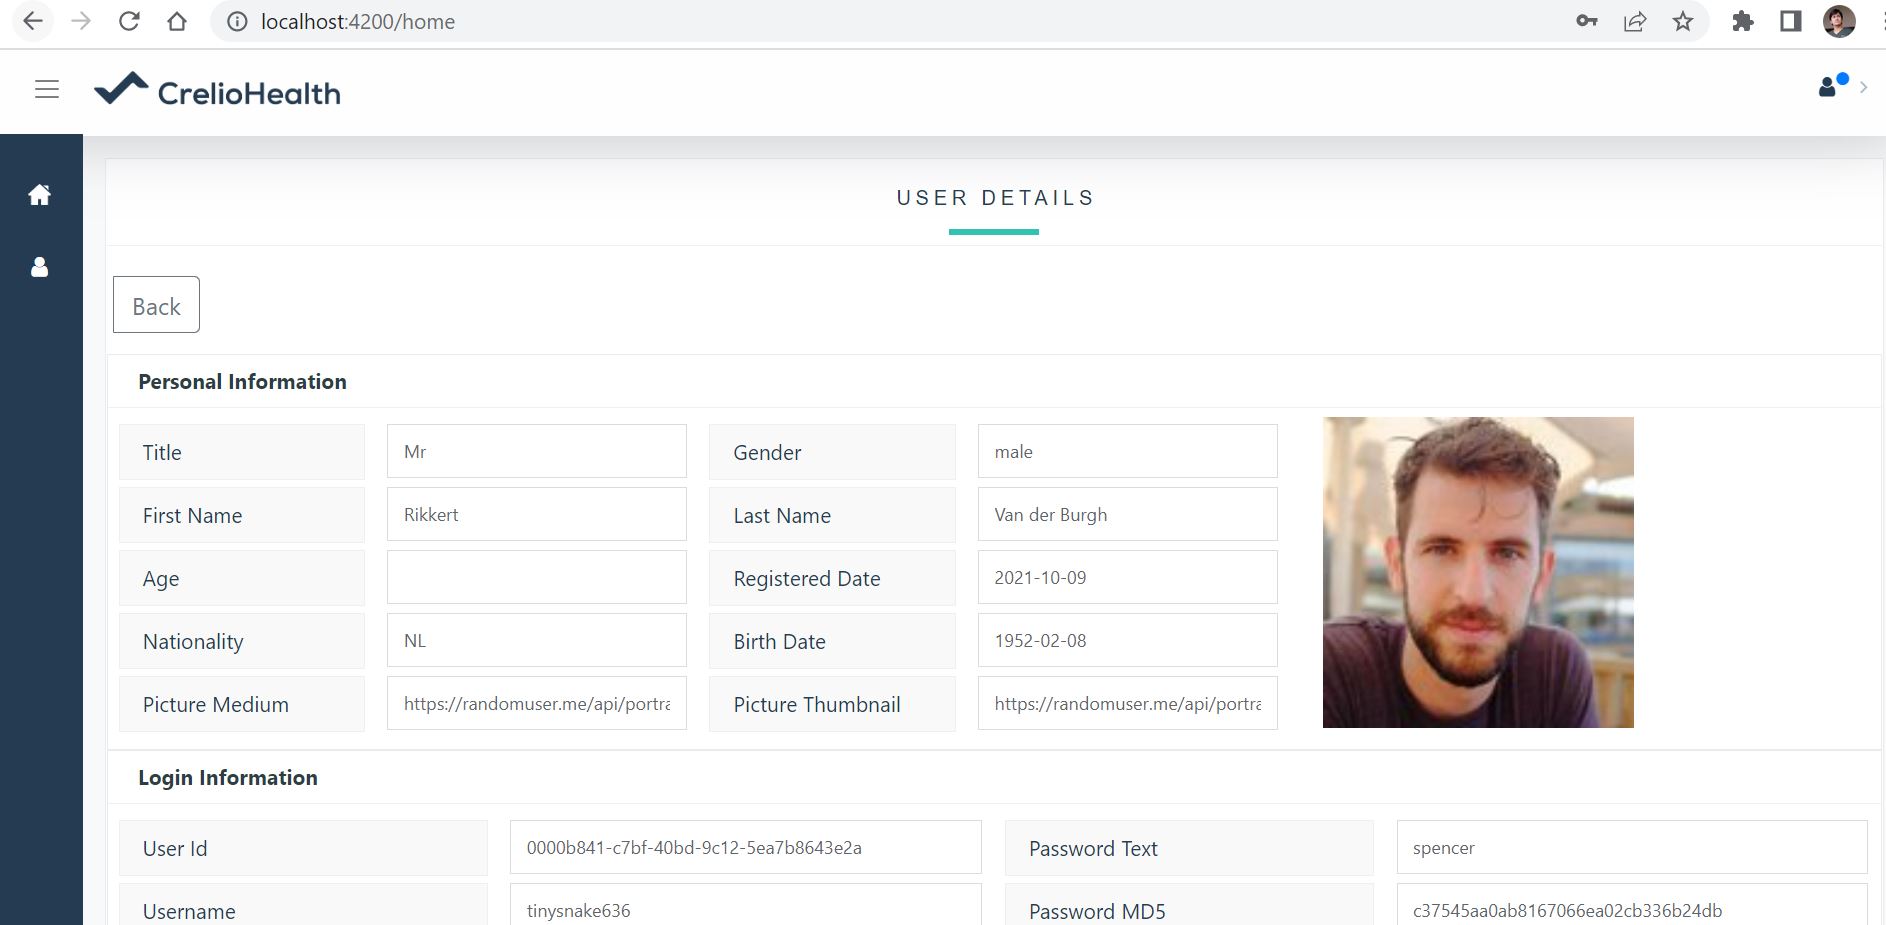 localhost:4200/home
CrelioHealth
USER DETAILS
Back
Personal Information
Title Mr Gender male
First Name Rikkert Last Name Van der Burgh
Age Registered Date 2021-10-09
Nationality NL Birth Date 1952-02-08
Picture Medium https://randomuser.me/api/portra Picture Thumbnail https://randomuser.me/api/portra
Login Information
User Id 0000b841-c7bf-40bd-9c12-5ea7b8643e2a Password Text spencer
Username tinysnake636 Password MD5 c37545aa0ab8167066ea02cb336b24db